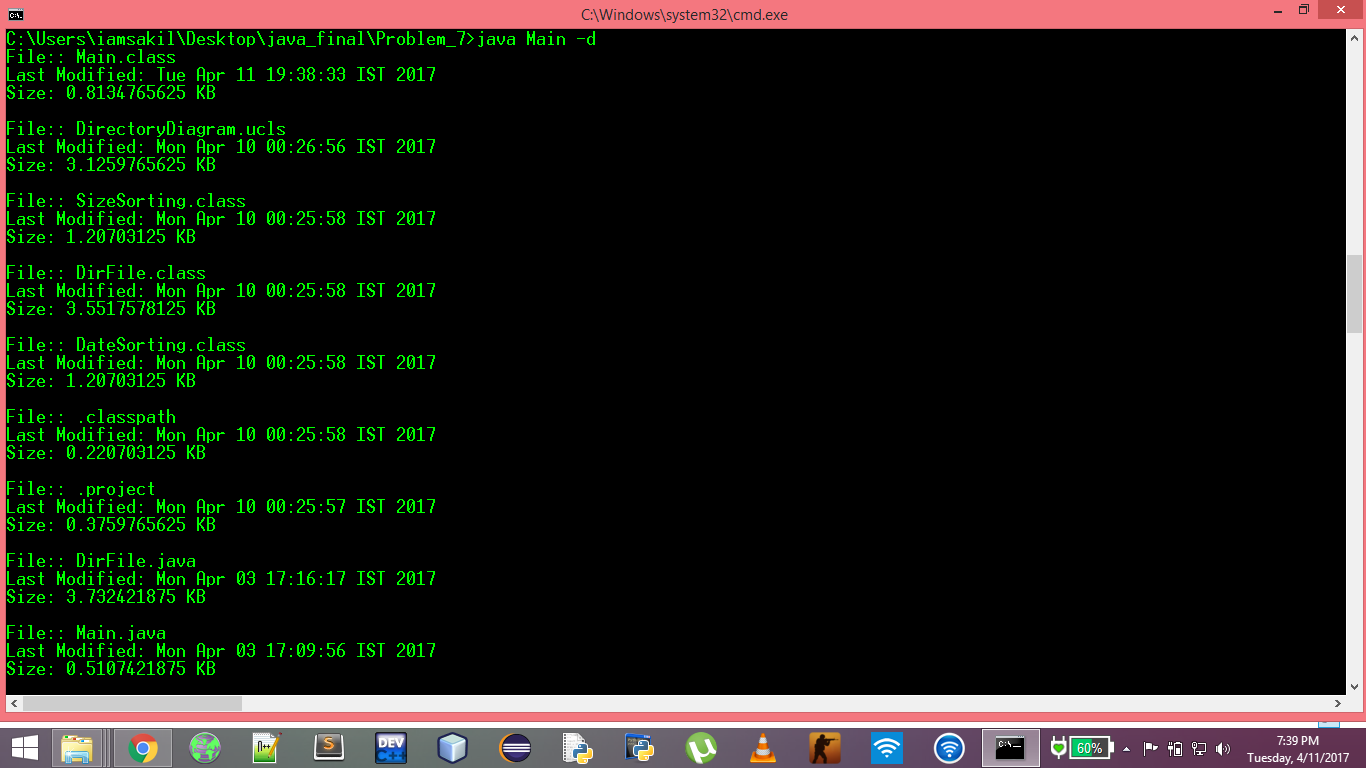 C:\Windows\system32\cmd.exe
C:\Users\iamsakil\Desktop\java_final\Problem_7>java Main -d
File:: Main.class
Last Modified: Tue Apr 11 19:38:33 IST 2017
Size: 0.8134765625 KB
File:: DirectoryDiagram.ucls
Last Modified: Mon Apr 10 00:26:56 IST 2017
Size: 3.1259765625 KB
File:: SizeSorting.class
Last Modified: Mon Apr 10 00:25:58 IST 2017
Size: 1.20703125 KB
File:: DirFile.class
Last Modified: Mon Apr 10 00:25:58 IST 2017
Size: 3.5517578125 KB
File:: DateSorting.class
Last Modified: Mon Apr 10 00:25:58 IST 2017
Size: 1.20703125 KB
File:: .classpath
Last Modified: Mon Apr 10 00:25:58 IST 2017
Size: 0.220703125 KB
File:: .project
Last Modified: Mon Apr 10 00:25:57 IST 2017
Size: 0.3759765625 KB
File:: DirFile.java
Last Modified: Mon Apr 03 17:16:17 IST 2017
Size: 3.732421875 KB
File:: Main.java
Last Modified: Mon Apr 03 17:09:56 IST 2017
Size: 0.5107421875 KB
DEV
C++
60%
7:39 PM
Tuesday, 4/11/2017